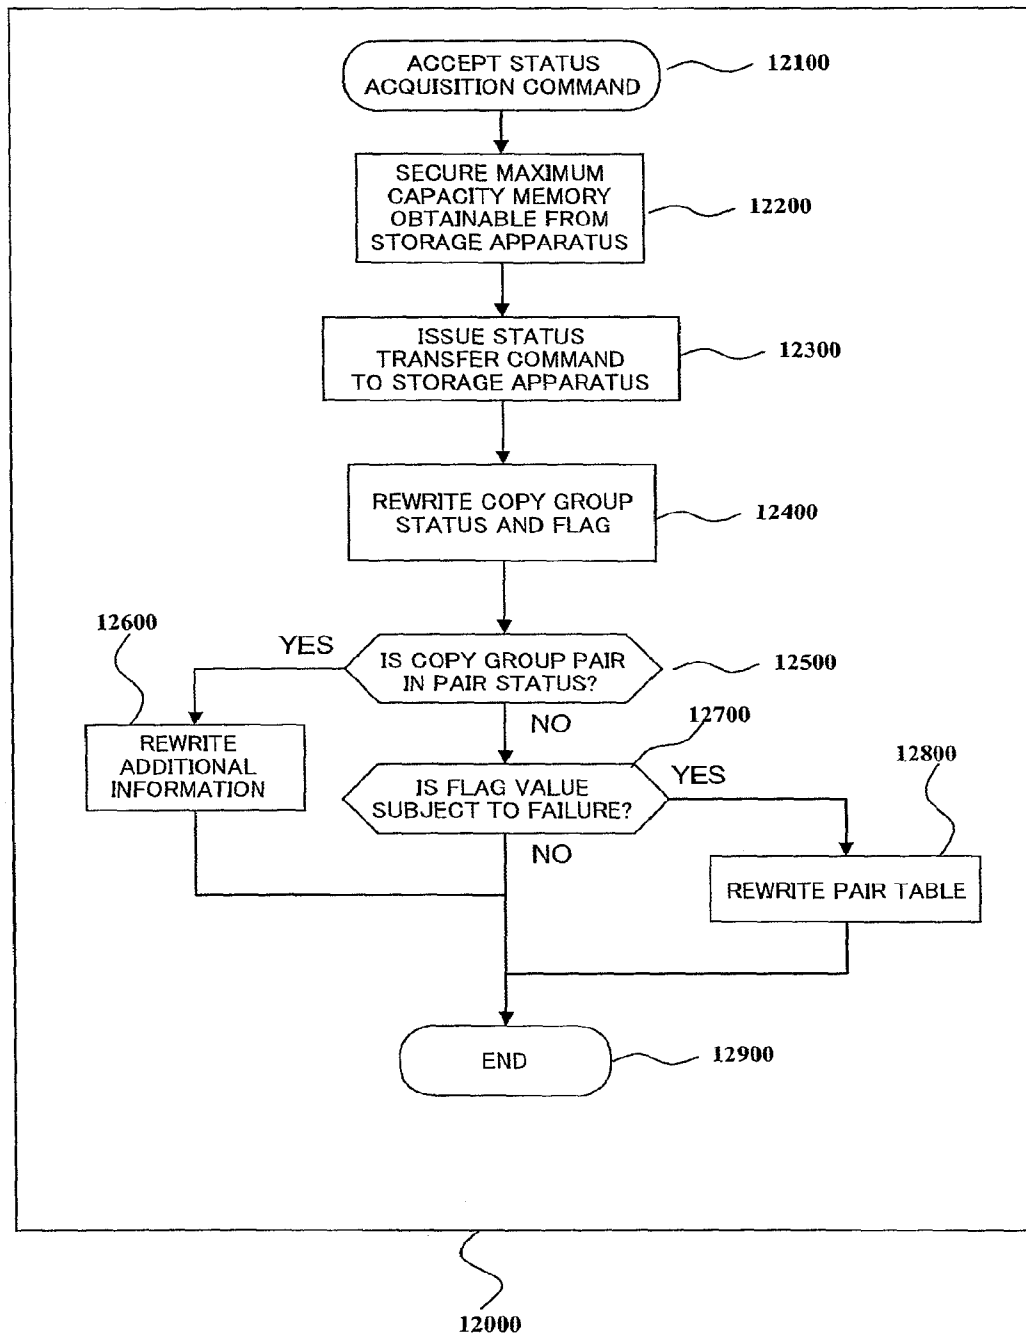 ACCEPT STATUS
ACQUISITION COMMAND
12100
SECURE MAXIMUM
CAPACITY MEMORY
OBTAINABLE FROM
STORAGE APPARATUS
12200
ISSUE STATUS
TRANSFER COMMAND
TO STORAGE APPARATUS
12300
REWRITE COPY GROUP
STATUS AND FLAG
12400
12600
YES
IS COPY GROUP PAIR
IN PAIR STATUS?
12500
NO
12700
REWRITE
ADDITIONAL
INFORMATION
IS FLAG VALUE
SUBJECT TO FAILURE?
YES
12800
NO
REWRITE PAIR TABLE
END
12900
12000